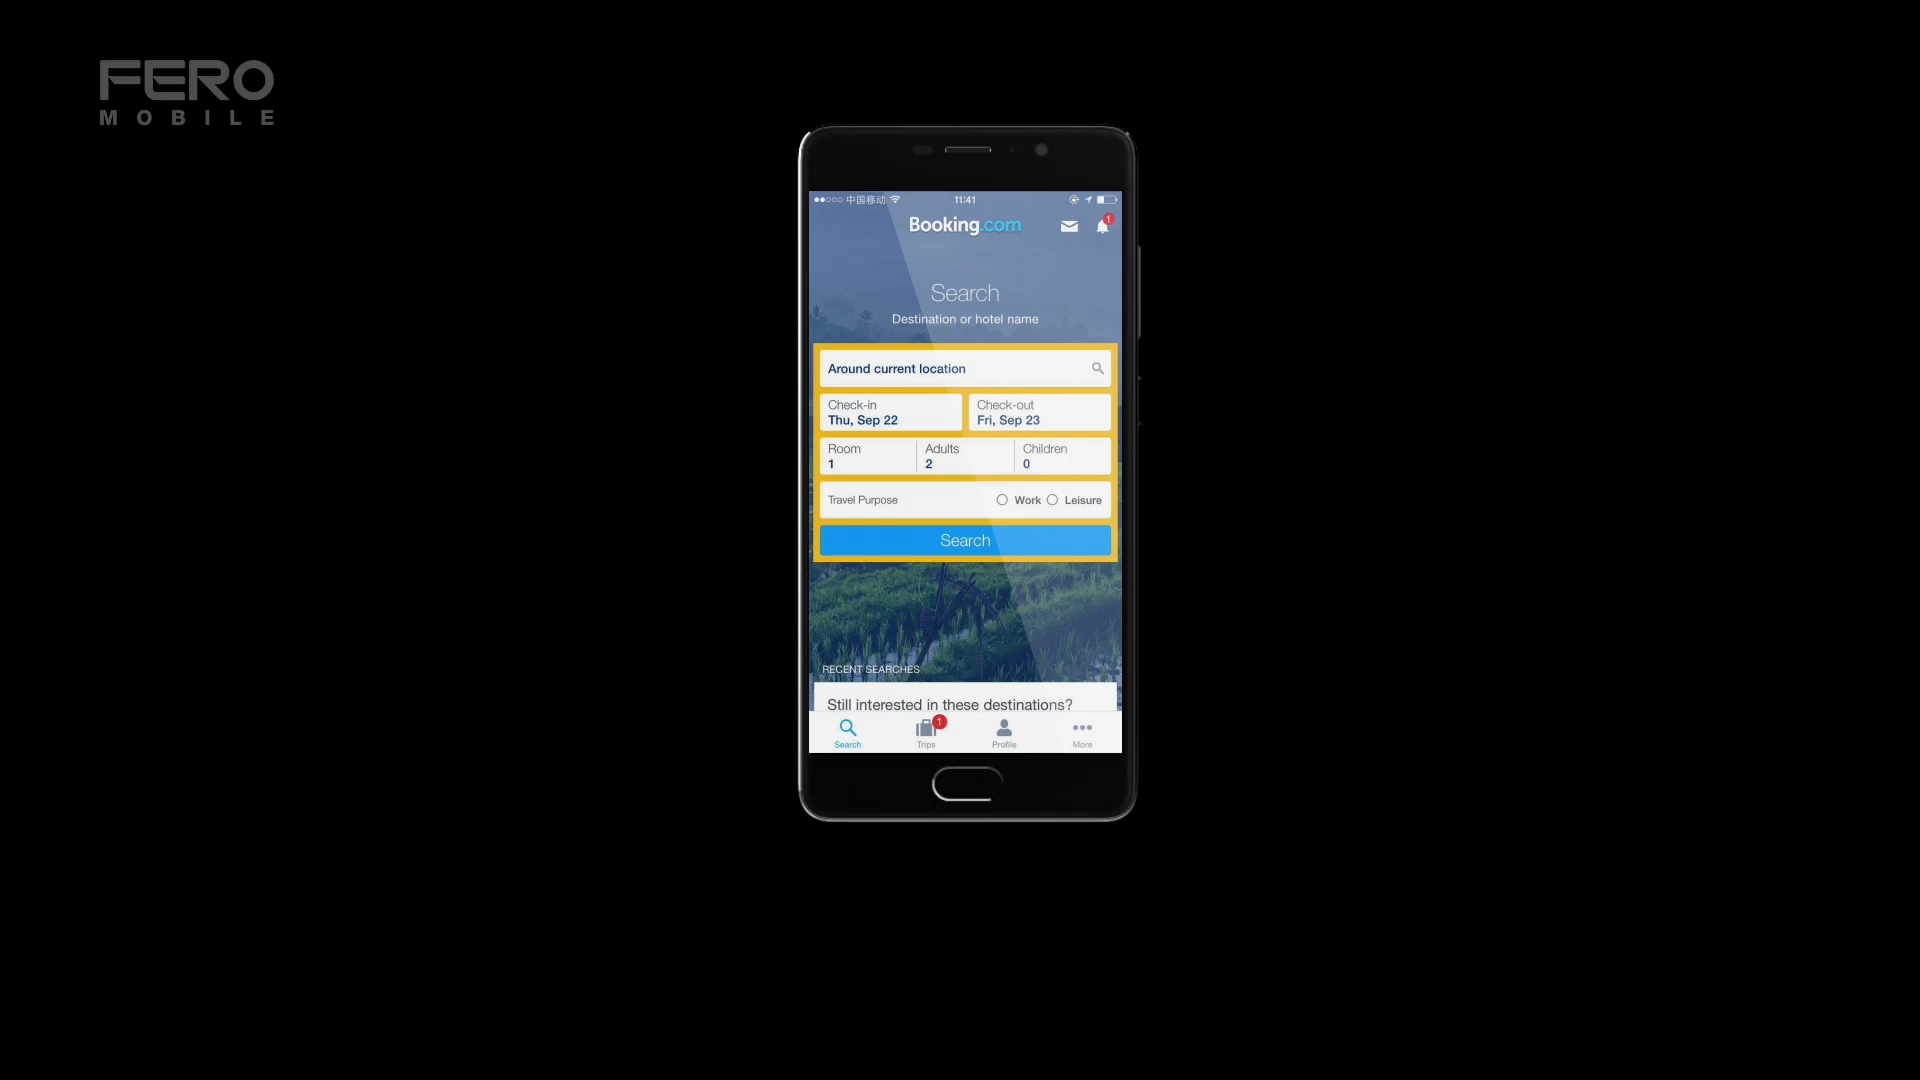 FERO
MOBILE
中国移动 11:41
Booking.com
1
Search
Destination or hotel name
Around current location
Check-in
Thu, Sep 22
Check-out
Fri, Sep 23
Room
1
Adults
2
Children
0
Travel Purpose
Work
Leisure
Search
RECENT SEARCHES
Still interested in these destinations?
1
Search
Trips
Profile
More